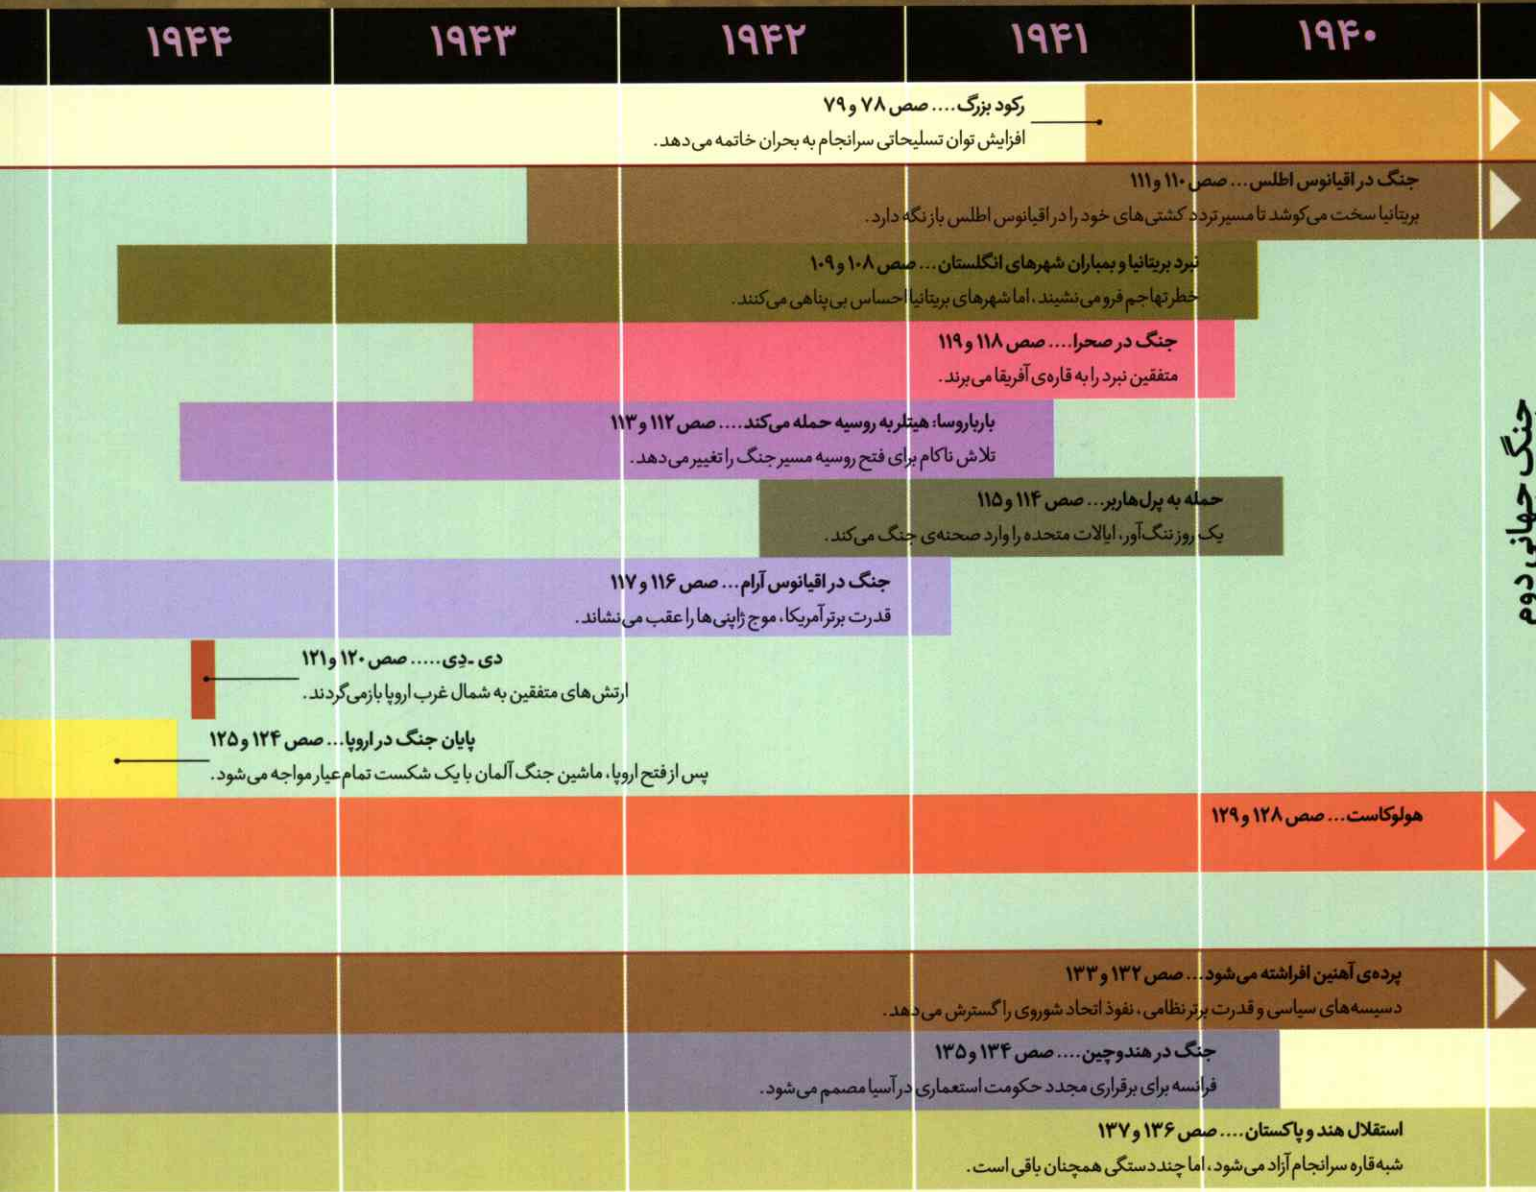 ۱۹۴۰ ۱۹۴۱ ۱۹۴۲ ۱۹۴۳ ۱۹۴۴
رکود بزرگ.... صص ۷۸ و ۷۹
افزایش توان تسلیحاتی سرانجام به بحران خاتمه می‌دهد.
جنگ در اقیانوس اطلس... صص ۱۱۰ و ۱۱۱
بریتانیا سخت می‌کوشد تا مسیر تردد کشتی‌های خود را در اقیانوس اطلس باز نگه دارد.
نبرد بریتانیا و بمباران شهرهای انگلستان... صص ۱۰۸ و ۱۰۹
خطر تهاجم فرو می‌نشیند، اما شهرهای بریتانیا احساس بی‌پناهی می‌کنند.
جنگ در صحرا.... صص ۱۱۸ و ۱۱۹
متفقین نبرد را به قاره‌ی آفریقا می‌برند.
بارباروسا: هیتلر به روسیه حمله می‌کند.... صص ۱۱۲ و ۱۱۳
تلاش ناکام برای فتح روسیه مسیر جنگ را تغییر می‌دهد.
حمله به پرل‌هاربر... صص ۱۱۴ و ۱۱۵
یک روز ننگ‌آور، ایالات متحده را وارد صحنه‌ی جنگ می‌کند.
جنگ در اقیانوس آرام... صص ۱۱۶ و ۱۱۷
قدرت برتر آمریکا، موج ژاپنی‌ها را عقب می‌نشاند.
دی ـ دِی..... صص ۱۲۰ و ۱۲۱
ارتش‌های متفقین به شمال غرب اروپا بازمی‌گردند.
پایان جنگ در اروپا... صص ۱۲۴ و ۱۲۵
پس از فتح اروپا، ماشین جنگ آلمان با یک شکست تمام‌عیار مواجه می‌شود.
جنگ جهانی دوم
هولوکاست... صص ۱۲۸ و ۱۲۹
پرده‌ی آهنین افراشته می‌شود... صص ۱۳۲ و ۱۳۳
دسیسه‌های سیاسی و قدرت برتر نظامی، نفوذ اتحاد شوروی را گسترش می‌دهد.
جنگ در هندوچین.... صص ۱۳۴ و ۱۳۵
فرانسه برای برقراری مجدد حکومت استعماری در آسیا مصمم می‌شود.
استقلال هند و پاکستان.... صص ۱۳۶ و ۱۳۷
شبه‌قاره سرانجام آزاد می‌شود، اما چنددستگی همچنان باقی است.